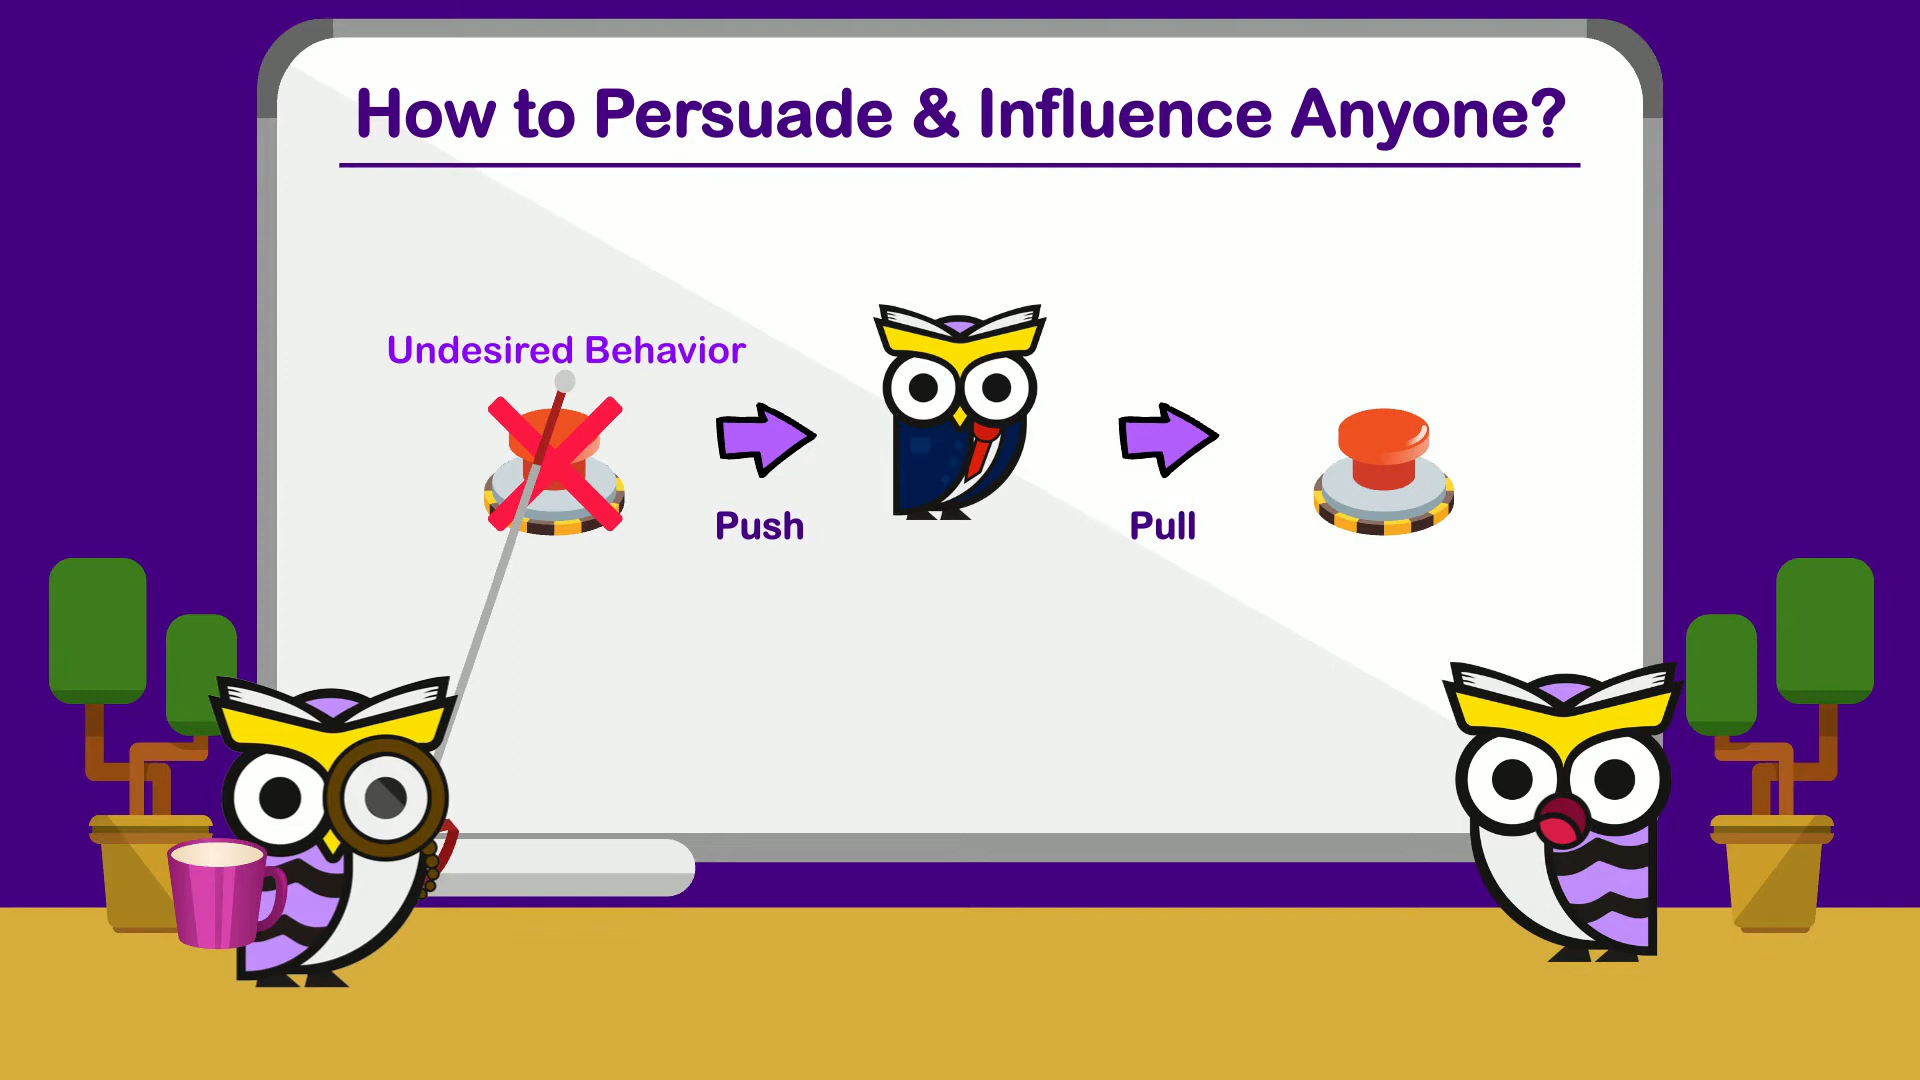 How to Persuade & Influence Anyone?
Undesired Behavior
Push
Pull